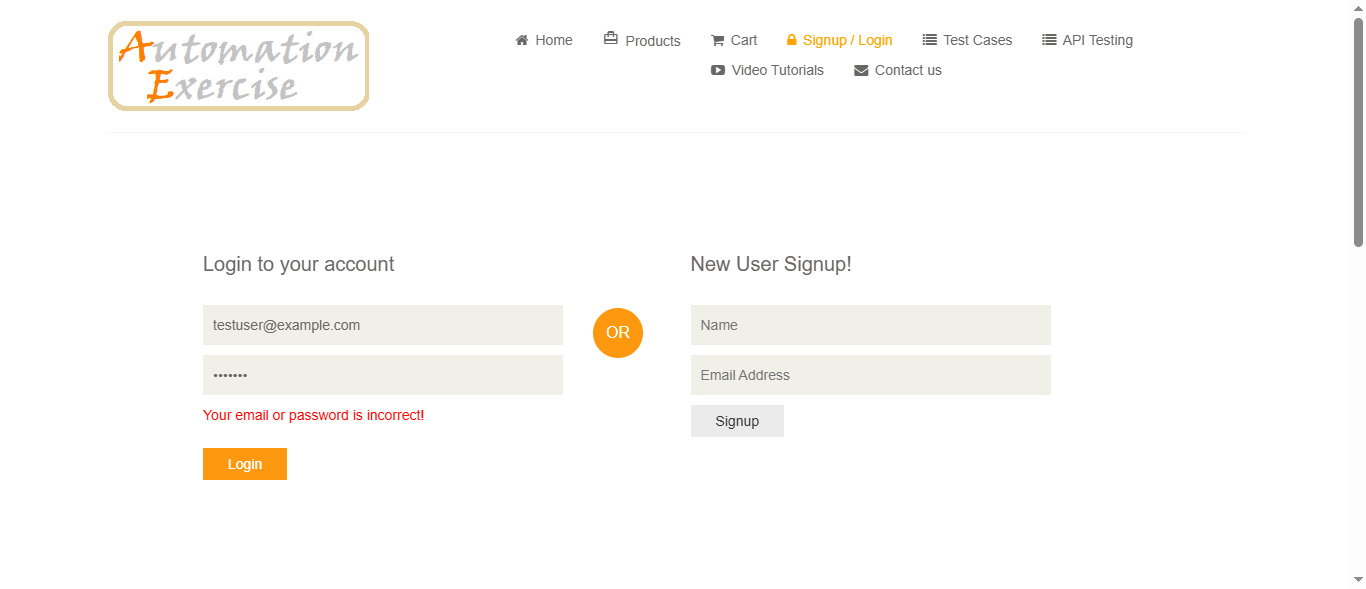 Automation
Exercise
Home Products Cart Signup / Login Test Cases API Testing
Video Tutorials Contact us
Login to your account
testuser@example.com
•••••••
Your email or password is incorrect!
Login
OR
New User Signup!
Name
Email Address
Signup